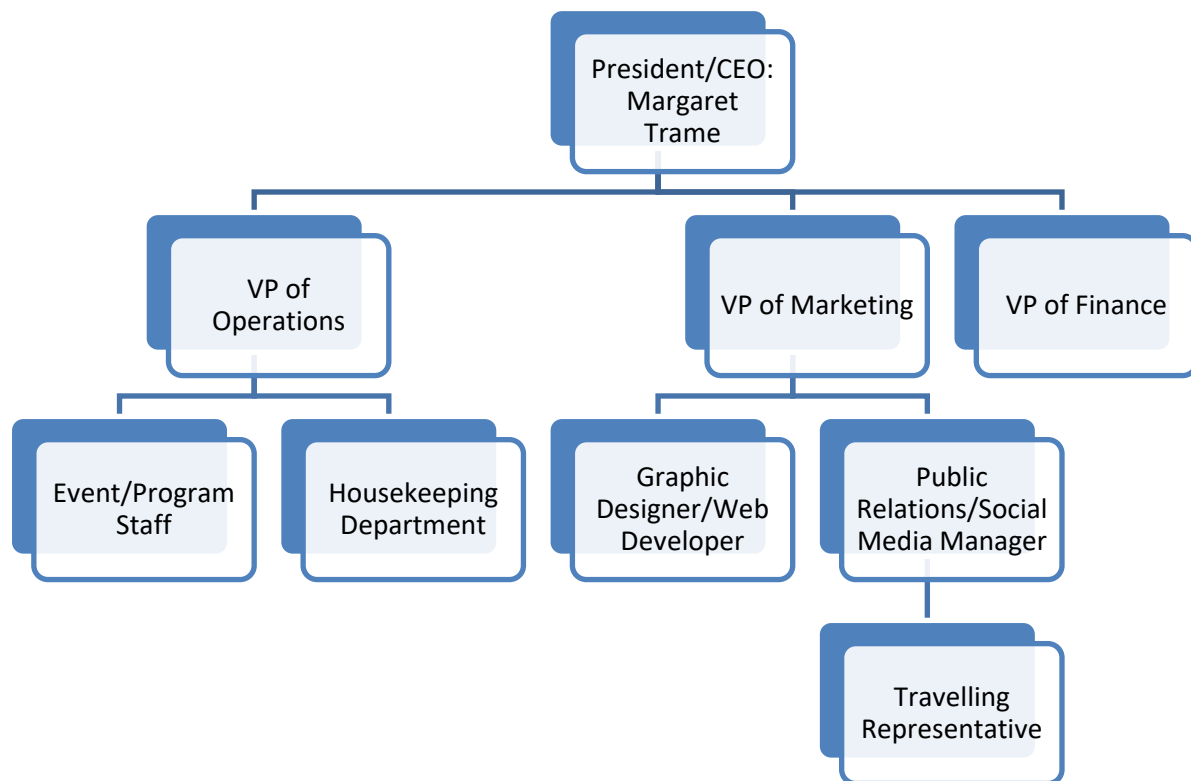 President/CEO:
Margaret
Trame
VP of
Operations
VP of Marketing
VP of Finance
Event/Program
Staff
Housekeeping
Department
Graphic
Designer/Web
Developer
Public
Relations/Social
Media Manager
Travelling
Representative